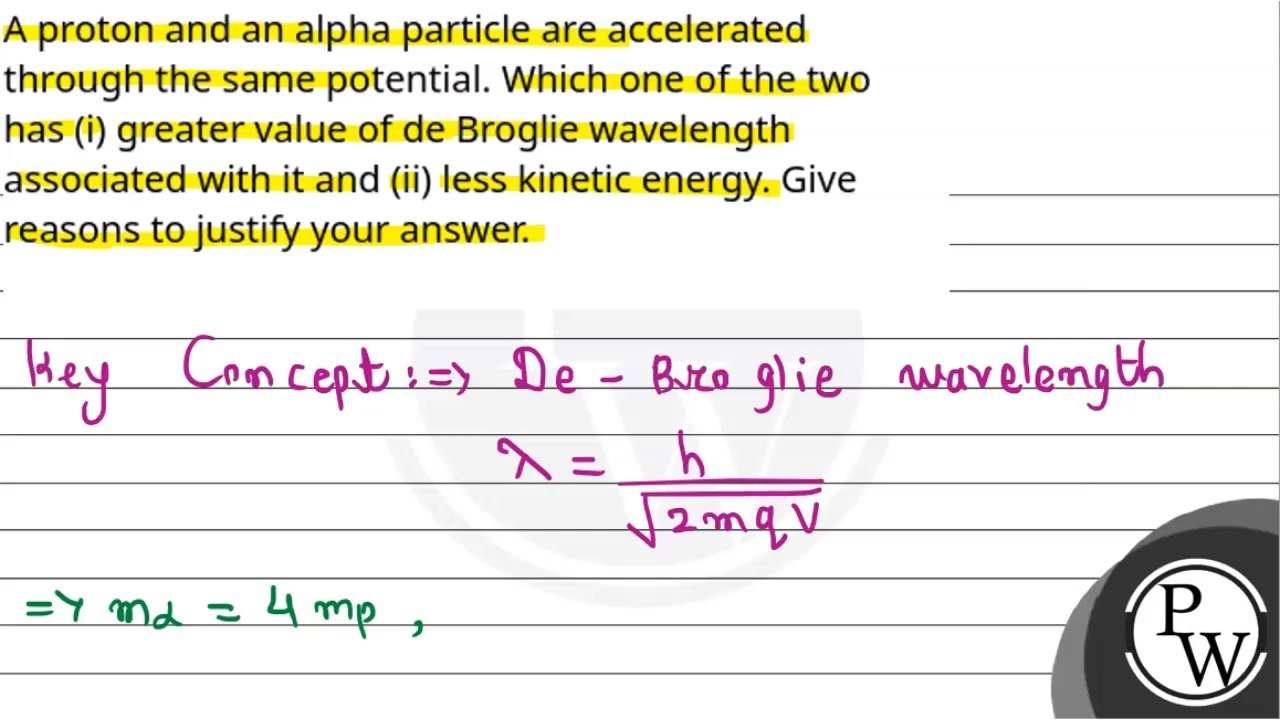 A proton and an alpha particle are accelerated
through the same potential. Which one of the two
has (i) greater value of de Broglie wavelength
associated with it and (ii) less kinetic energy. Give
reasons to justify your answer.
Key Concept :⇒ De - Broglie wavelength
λ = h / √2mqV
⇒ mα = 4 mp ,
PW